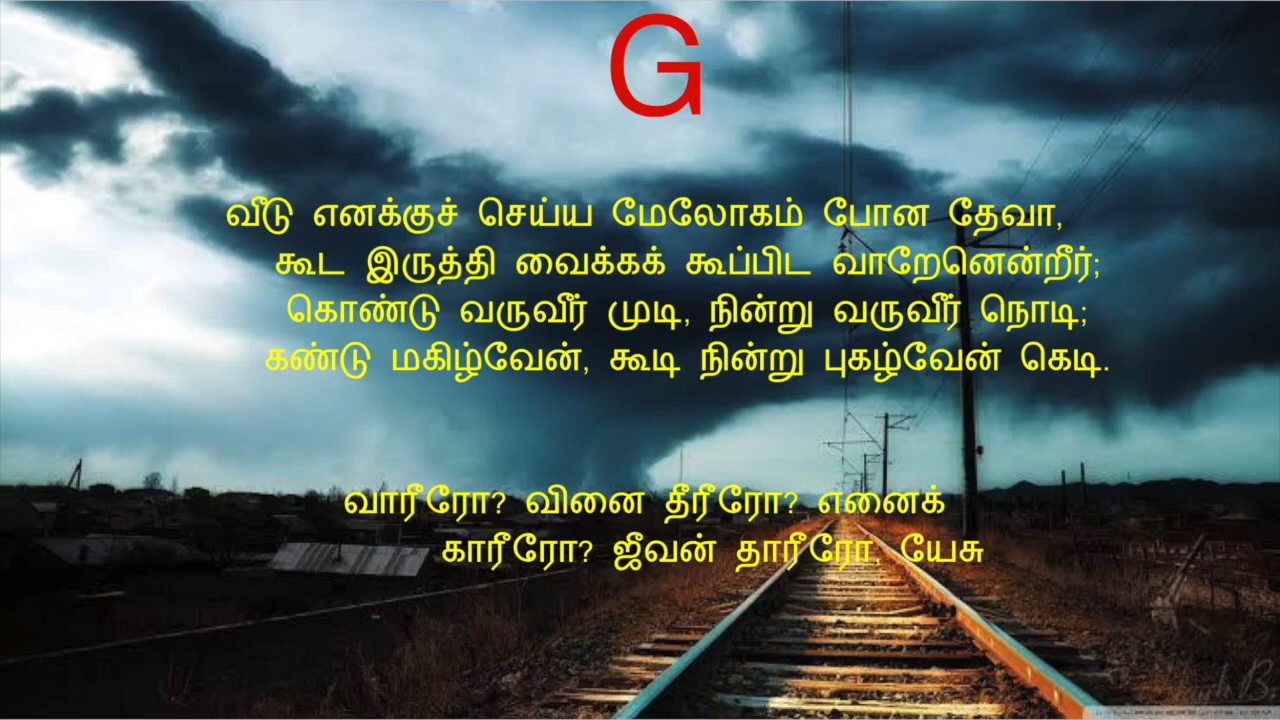 G
வீடு எனக்குச் செய்ய மேலோகம் போன தேவா,
கூட இருத்தி வைக்கக் கூப்பிட வாறேனென்றீர்;
கொண்டு வருவீர் முடி, நின்று வருவீர் நொடி;
கண்டு மகிழ்வேன், கூடி நின்று புகழ்வேன் கெடி.
வாரீரோ? வினை தீரீரோ? எனைக்
காரீரோ? ஜீவன் தாரீரோ, யேசு